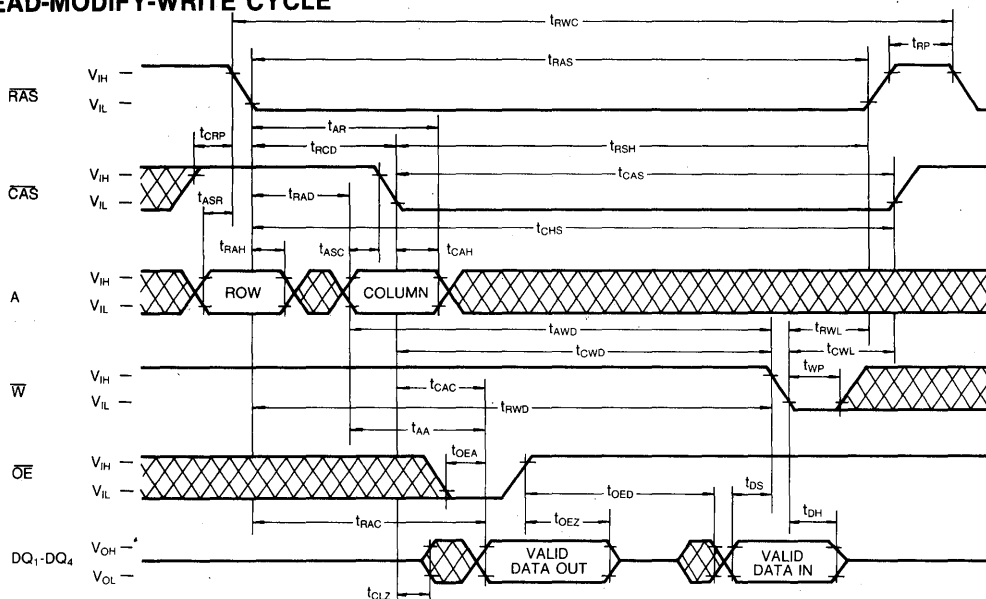 EAD-MODIFY-WRITE CYCLE
tRWC
tRP
tRAS
RAS
VIH
VIL
tAR
tCRP
tRCD
tRSH
CAS
VIH
VIL
tCAS
tRAD
tASR
tCHS
tRAH
tASC
tCAH
A
VIH
VIL
ROW
COLUMN
tAWD
tRWL
tCWD
tCWL
tWP
W
VIH
VIL
tCAC
tRWD
tAA
OE
VIH
VIL
tOEA
tOED
tDS
tRAC
tOEZ
tDH
DQ1-DQ4
VOH
VOL
VALID
DATA OUT
VALID
DATA IN
tCLZ